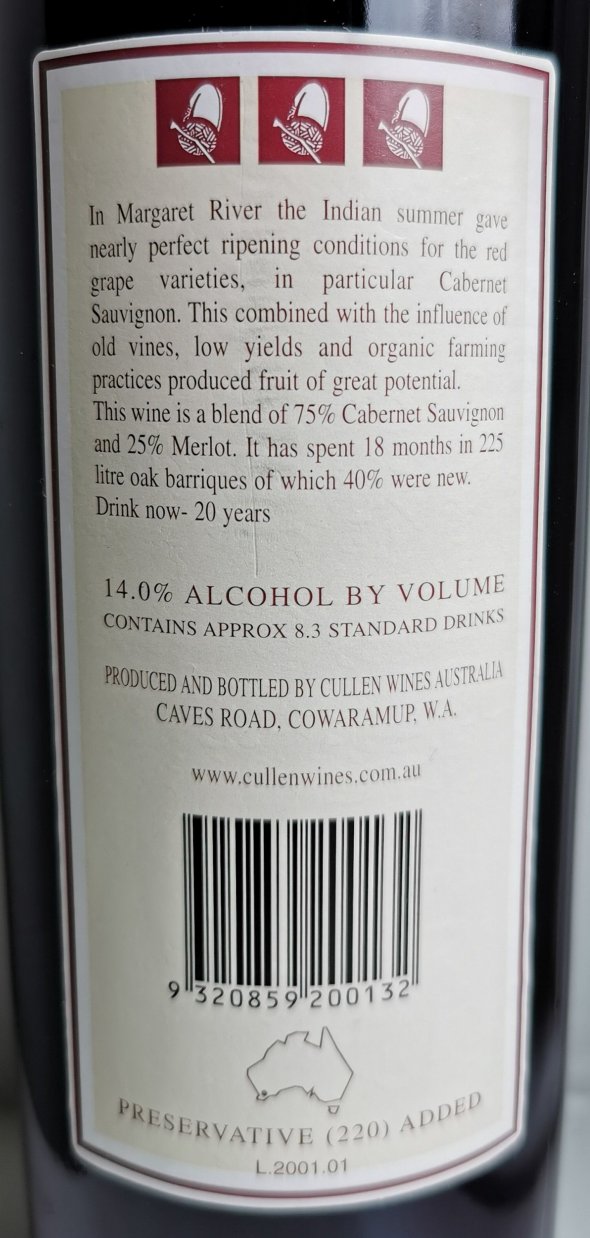 In Margaret River the Indian summer gave
nearly perfect ripening conditions for the red
grape varieties, in particular Cabernet
Sauvignon. This combined with the influence of
old vines, low yields and organic farming
practices produced fruit of great potential.
This wine is a blend of 75% Cabernet Sauvignon
and 25% Merlot. It has spent 18 months in 225
litre oak barriques of which 40% were new.
Drink now- 20 years
14.0% ALCOHOL BY VOLUME
CONTAINS APPROX 8.3 STANDARD DRINKS
PRODUCED AND BOTTLED BY CULLEN WINES AUSTRALIA
CAVES ROAD, COWARAMUP, W.A.
www.cullenwines.com.au
9 320859 200132
PRESERVATIVE (220) ADDED
L.2001.01